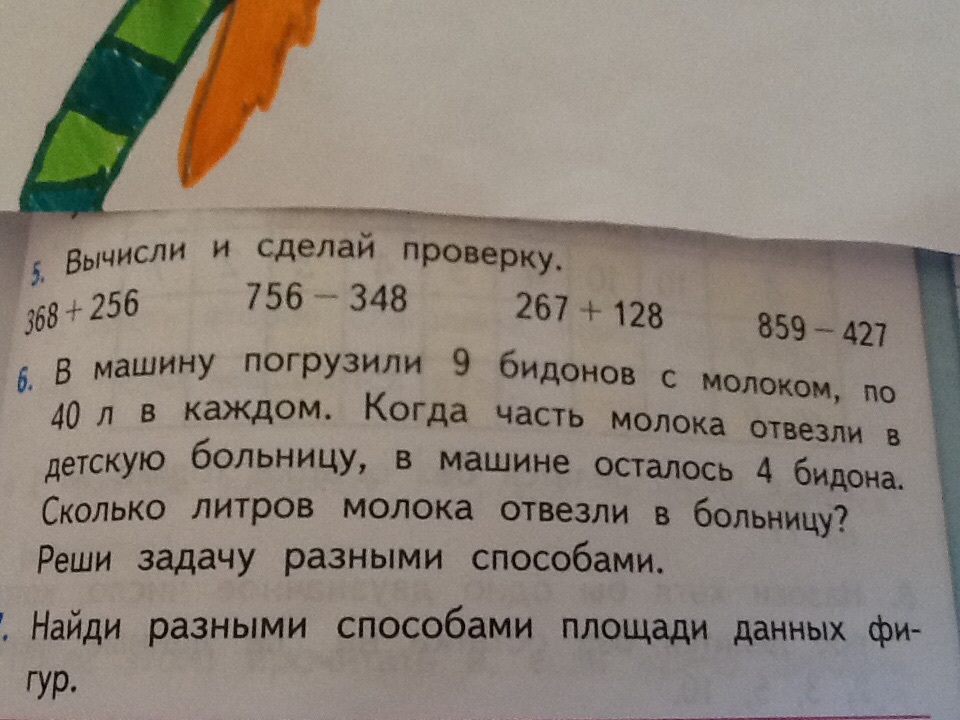 5. Вычисли и сделай проверку.
368 + 256 756 − 348 267 + 128 859 − 427
6. В машину погрузили 9 бидонов с молоком, по
40 л в каждом. Когда часть молока отвезли в
детскую больницу, в машине осталось 4 бидона.
Сколько литров молока отвезли в больницу?
Реши задачу разными способами.
. Найди разными способами площади данных фи-
гур.